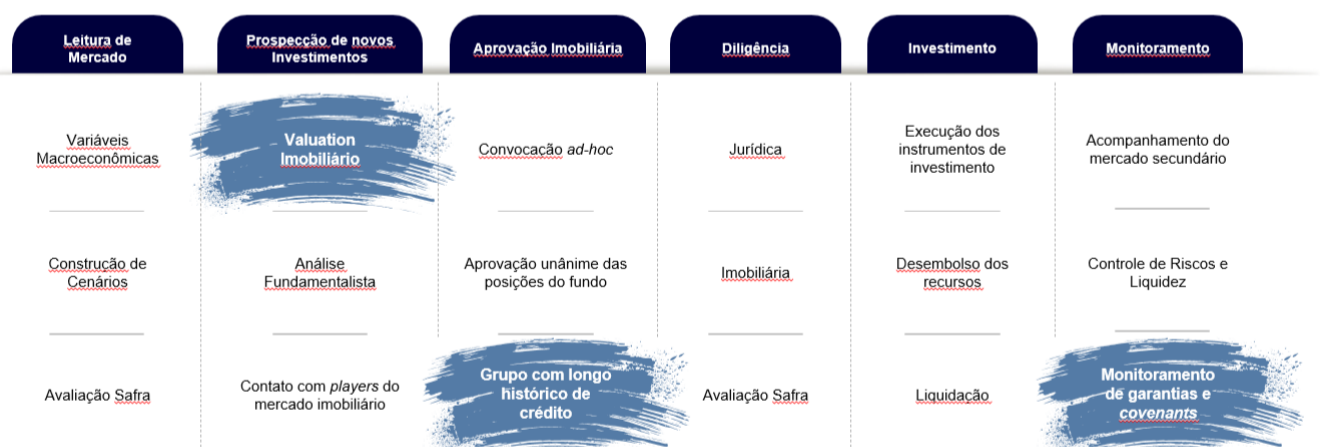 Leitura de
Mercado
Prospecção de novos
Investimentos
Aprovação Imobiliária
Diligência
Investimento
Monitoramento
Variáveis
Macroeconômicas
Valuation
Imobiliário
Convocação ad-hoc
Jurídica
Execução dos
instrumentos de
investimento
Acompanhamento do
mercado secundário
Construção de
Cenários
Análise
Fundamentalista
Aprovação unânime das
posições do fundo
Imobiliária
Desembolso dos
recursos
Controle de Riscos e
Liquidez
Avaliação Safra
Contato com players do
mercado imobiliário
Grupo com longo
histórico de
crédito
Avaliação Safra
Liquidação
Monitoramento
de garantias e
covenants